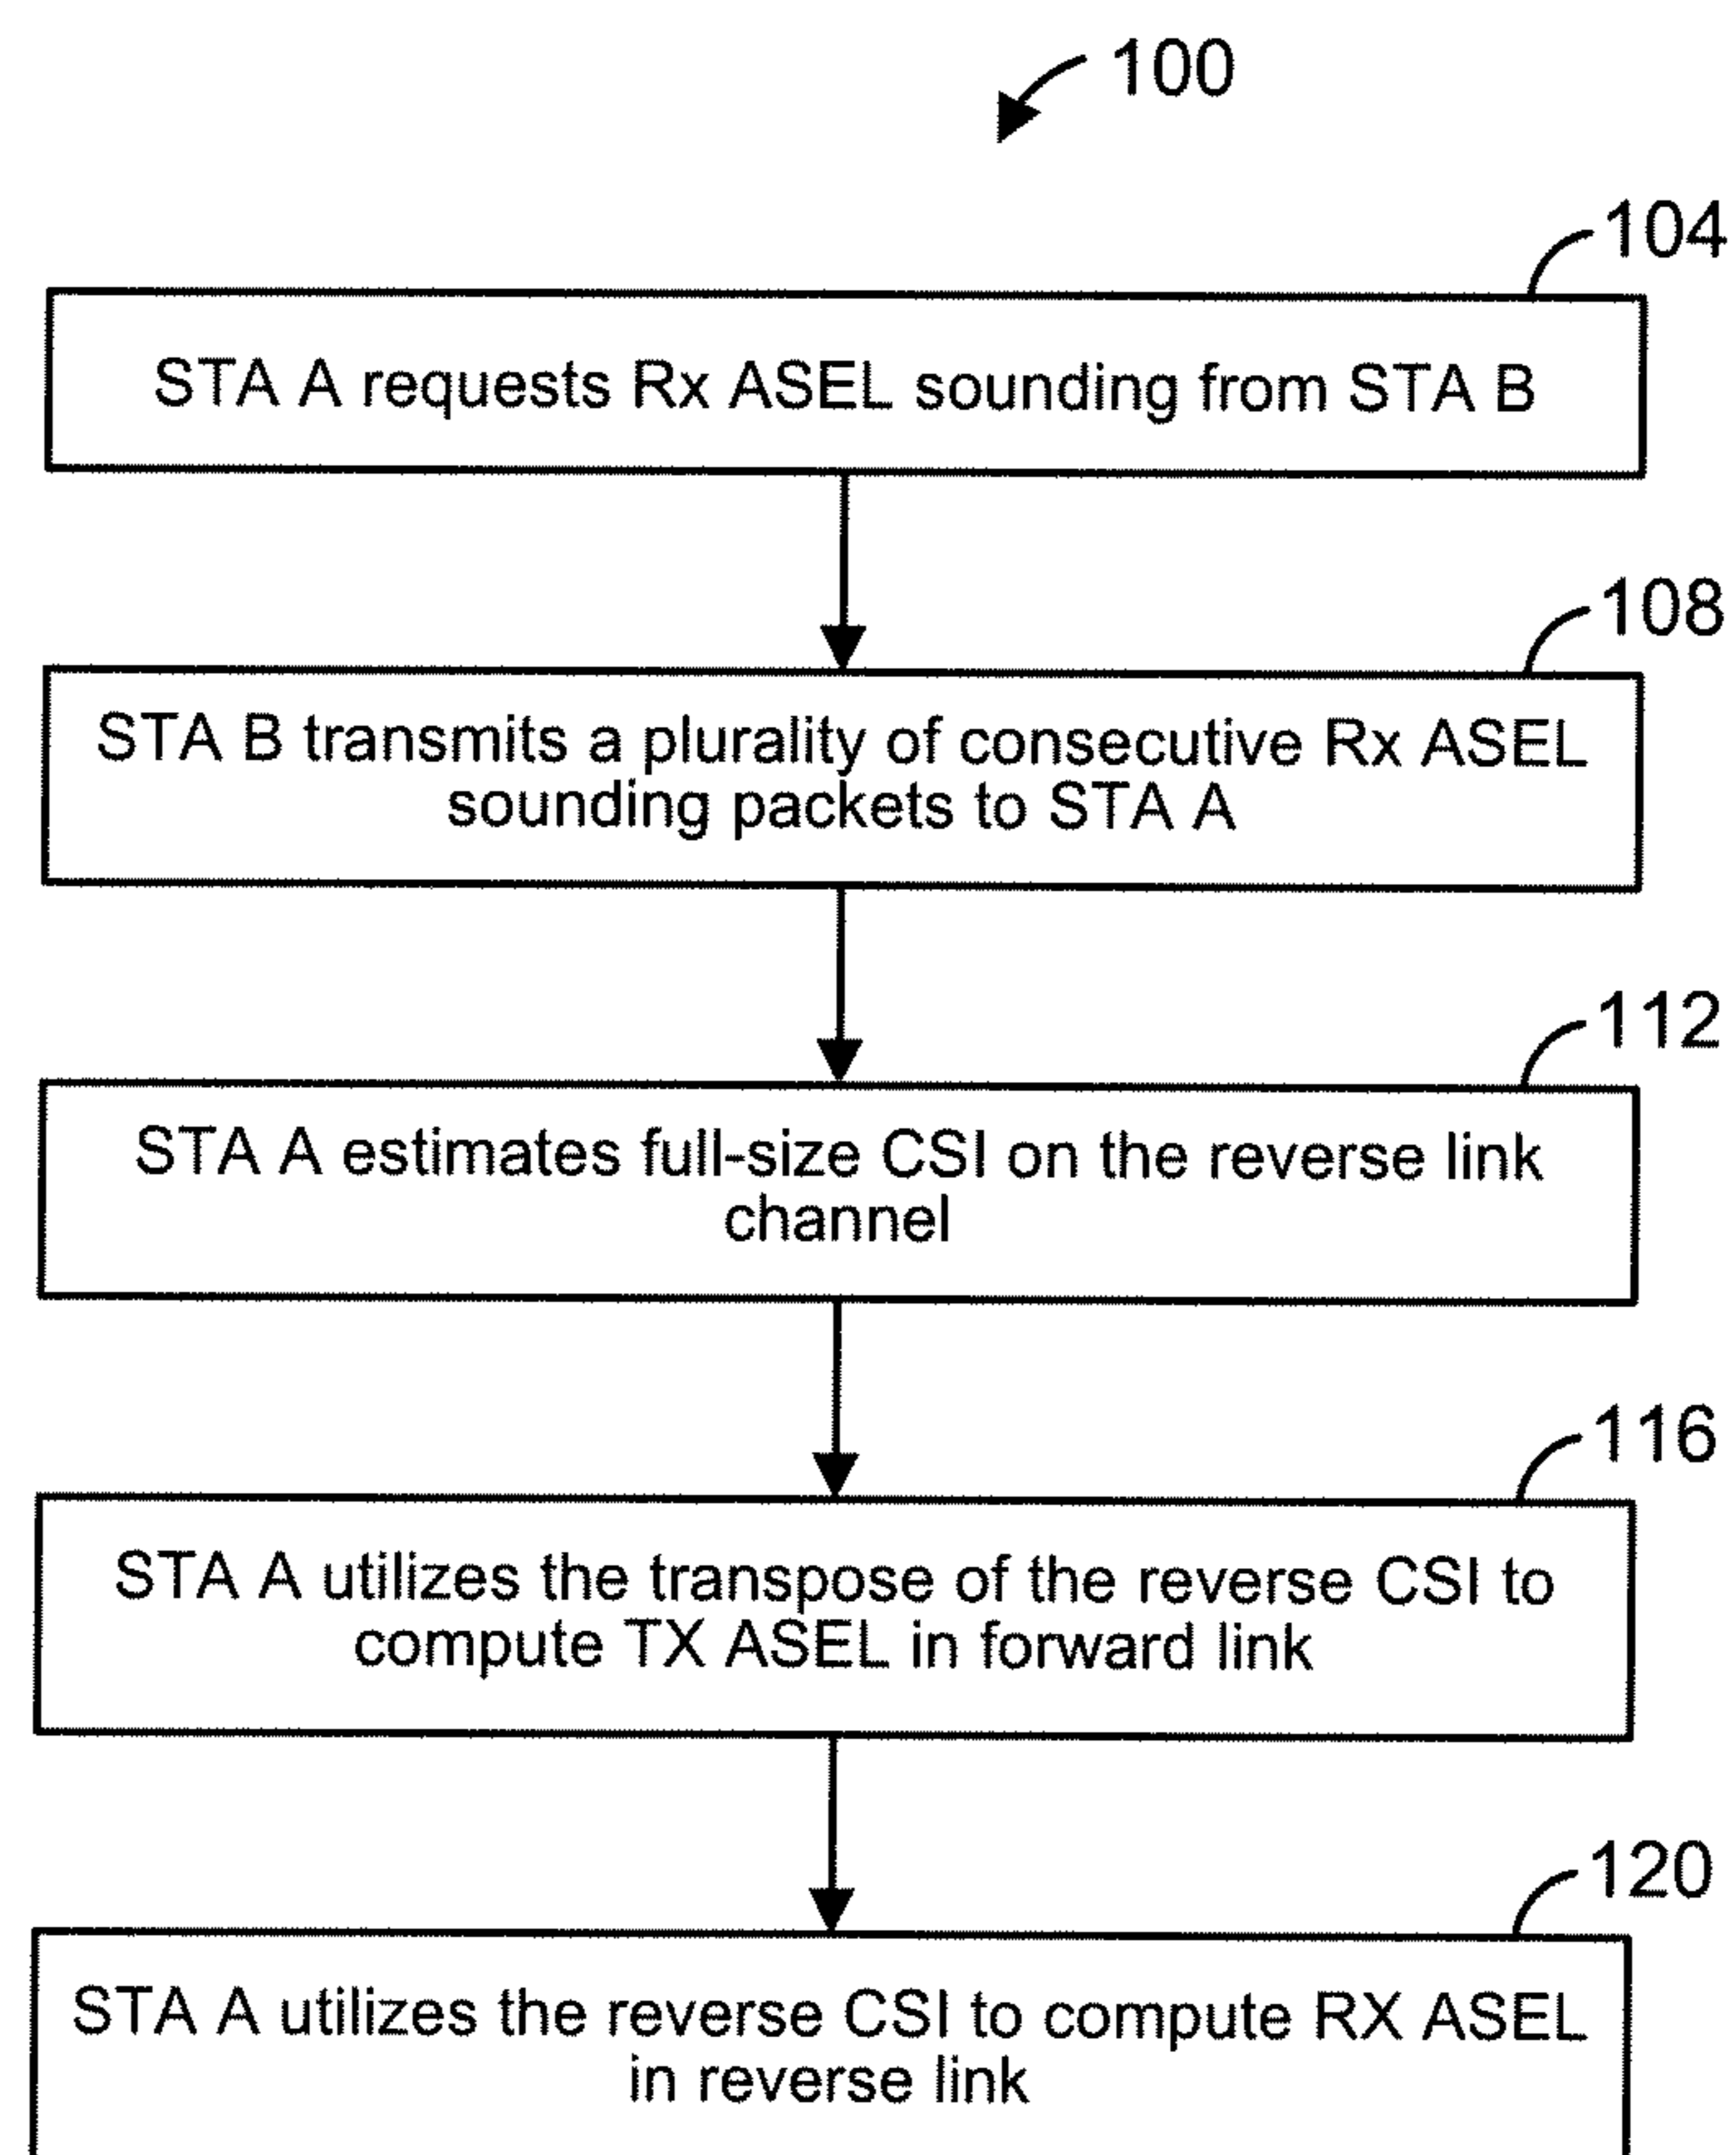 100
104
STA A requests Rx ASEL sounding from STA B
108
STA B transmits a plurality of consecutive Rx ASEL
sounding packets to STA A
112
STA A estimates full-size CSI on the reverse link
channel
116
STA A utilizes the transpose of the reverse CSI to
compute TX ASEL in forward link
120
STA A utilizes the reverse CSI to compute RX ASEL
in reverse link